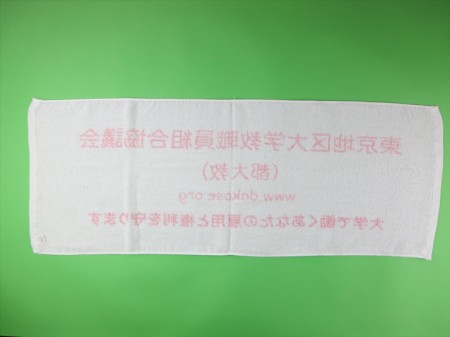 東京地区大学教職員組合協議会
(都大教)
www.dokose.org
大学で働くあなたの雇用と権利を守ります